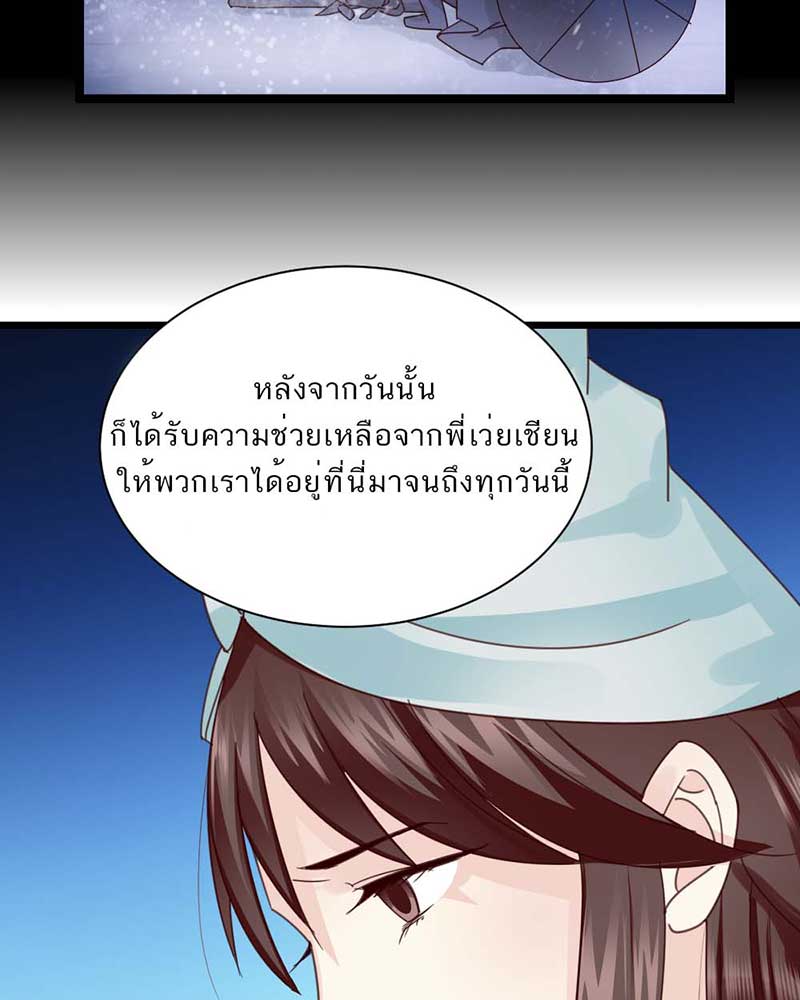 หลังจากวันนั้น
ก็ได้รับความช่วยเหลือจากพี่เว่ยเซียน
ให้พวกเราได้อยู่ที่นี่มาจนถึงทุกวันนี้